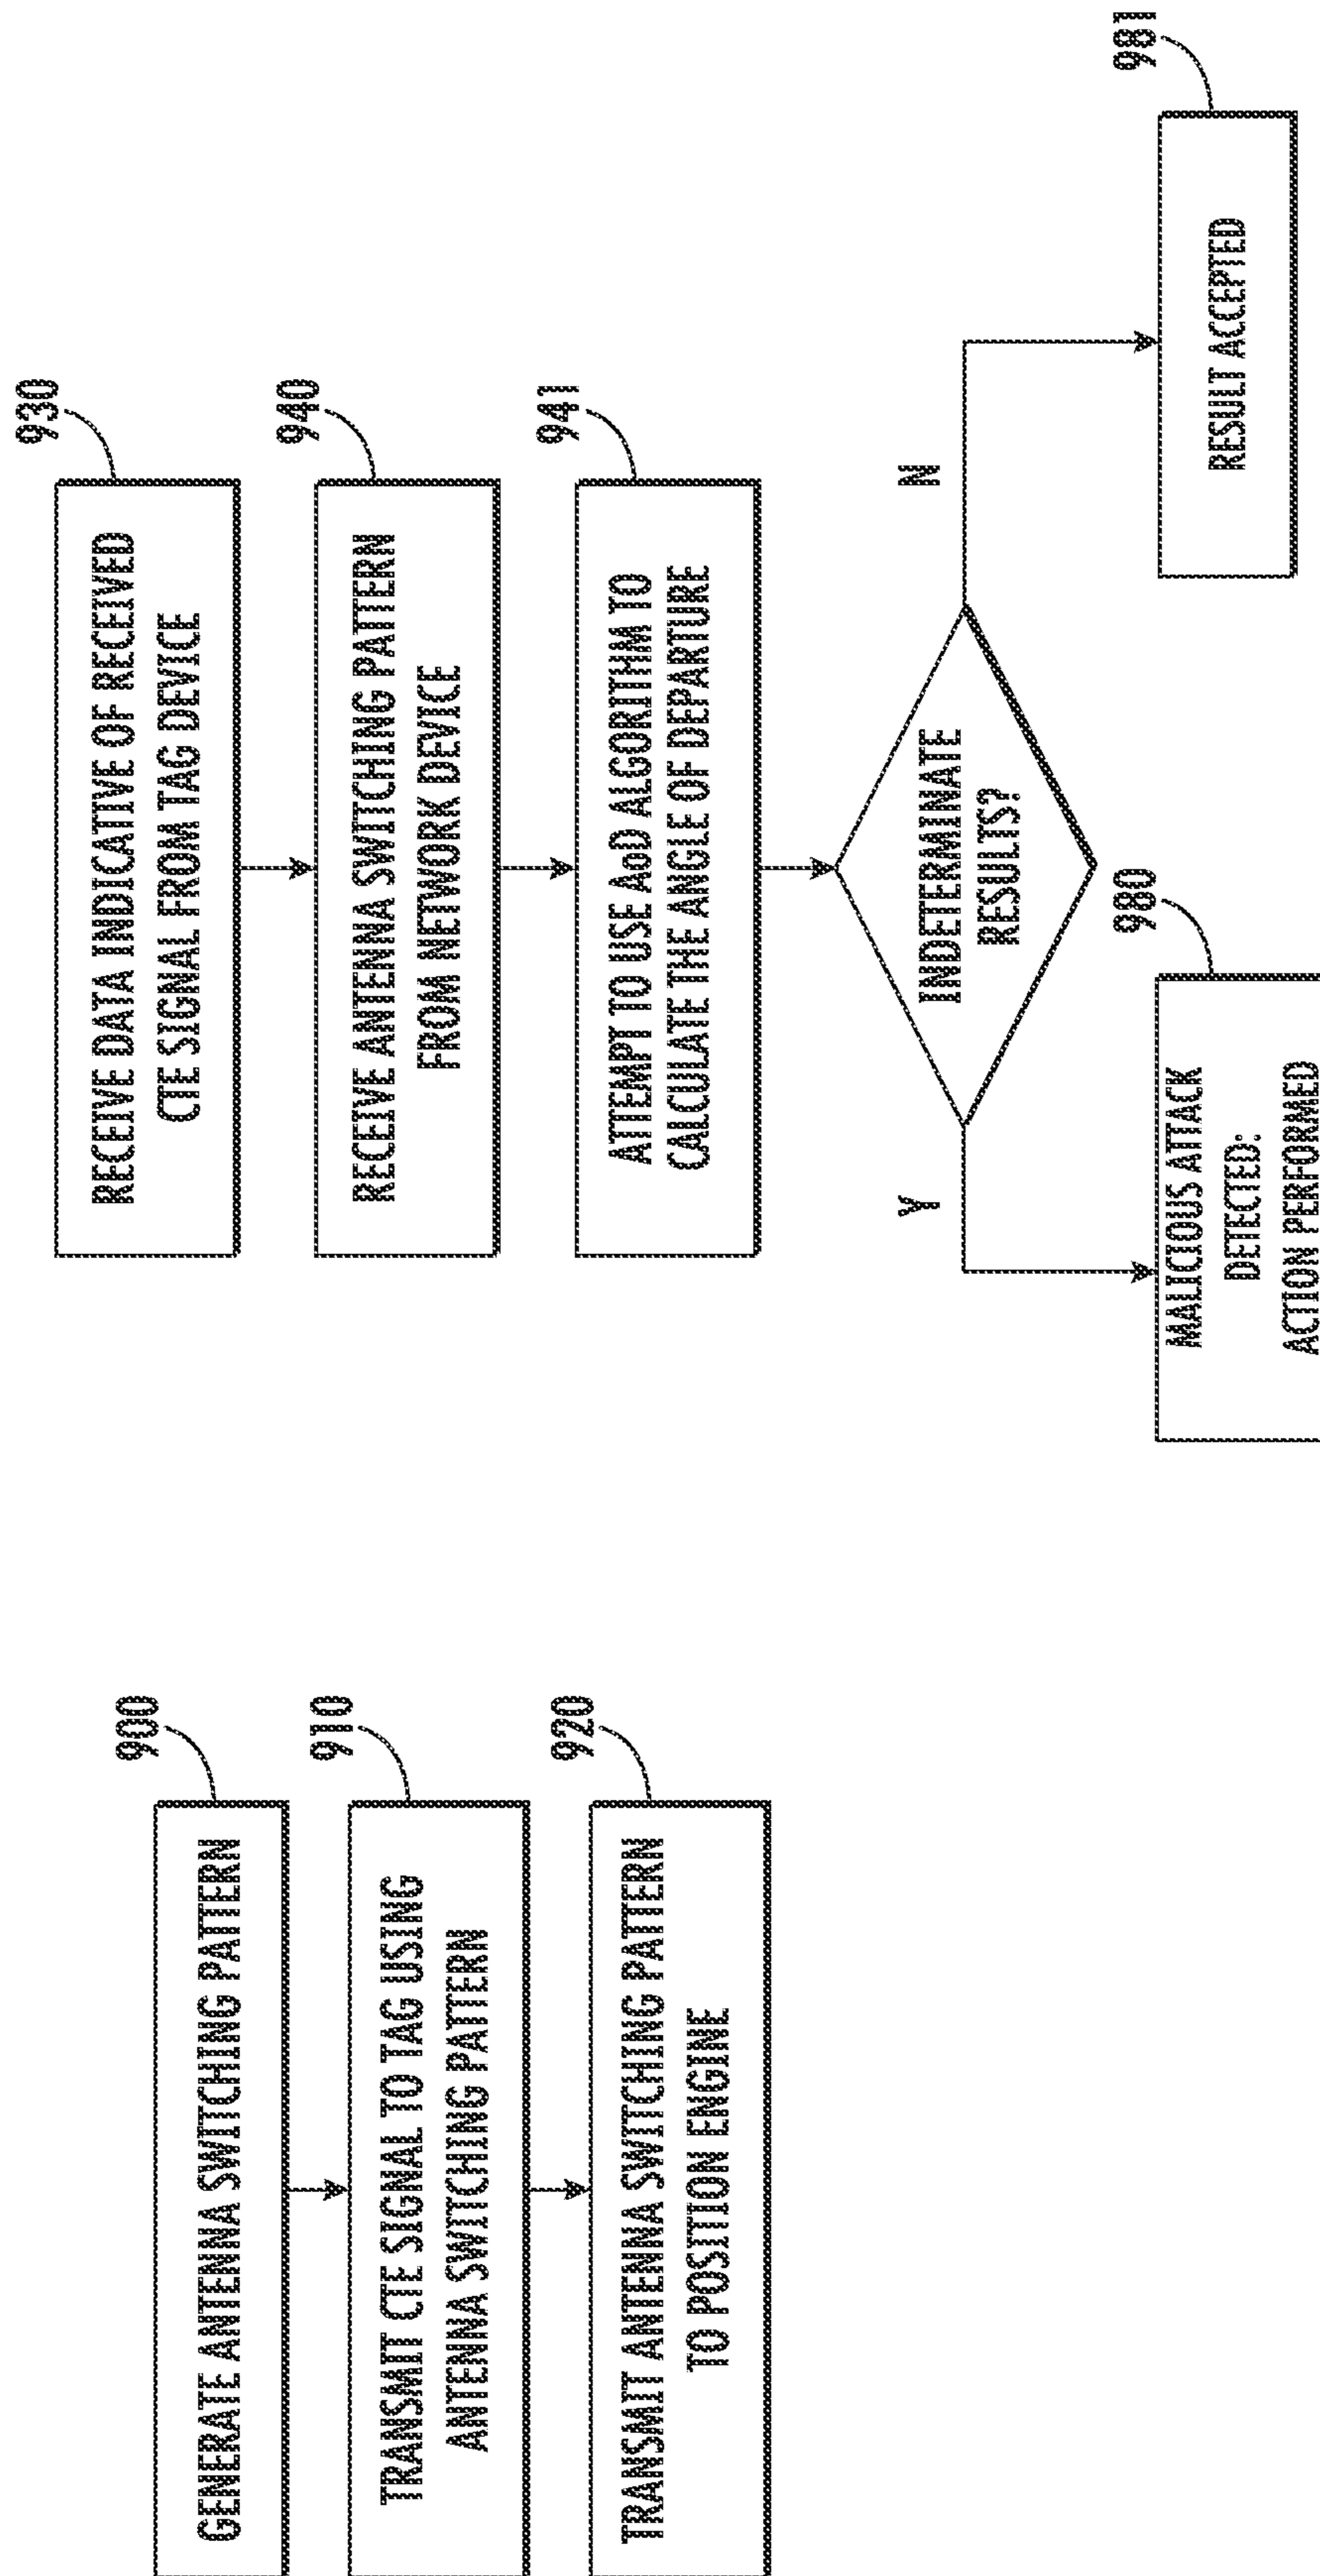 900
GENERATE ANTENNA SWITCHING PATTERN
910
TRANSMIT CTE SIGNAL TO TAG USING
ANTENNA SWITCHING PATTERN
920
TRANSMIT ANTENNA SWITCHING PATTERN
TO POSITION ENGINE
930
RECEIVE DATA INDICATIVE OF RECEIVED
CTE SIGNAL FROM TAG DEVICE
940
RECEIVE ANTENNA SWITCHING PATTERN
FROM NETWORK DEVICE
941
ATTEMPT TO USE AoD ALGORITHM TO
CALCULATE THE ANGLE OF DEPARTURE
INDETERMINATE
RESULTS?
Y
N
980
MALICIOUS ATTACK
DETECTED:
ACTION PERFORMED
981
RESULT ACCEPTED